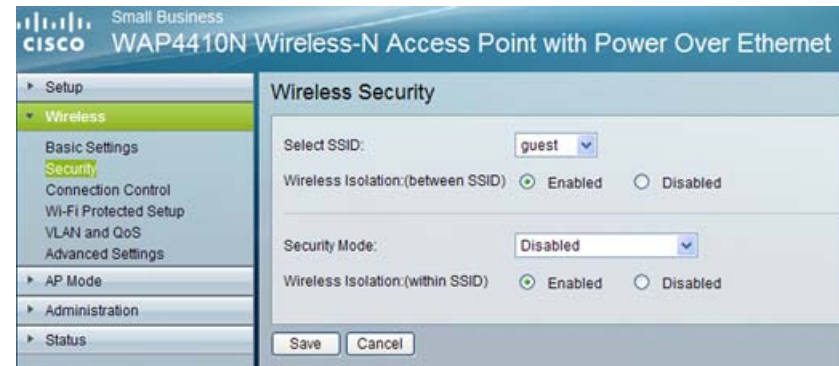 Small Business
CISCO WAP4410N Wireless-N Access Point with Power Over Ethernet
Setup
Wireless
Basic Settings
Security
Connection Control
Wi-Fi Protected Setup
VLAN and QoS
Advanced Settings
AP Mode
Administration
Status
Wireless Security
Select SSID: guest
Wireless Isolation:(between SSID) Enabled Disabled
Security Mode: Disabled
Wireless Isolation:(within SSID) Enabled Disabled
Save Cancel